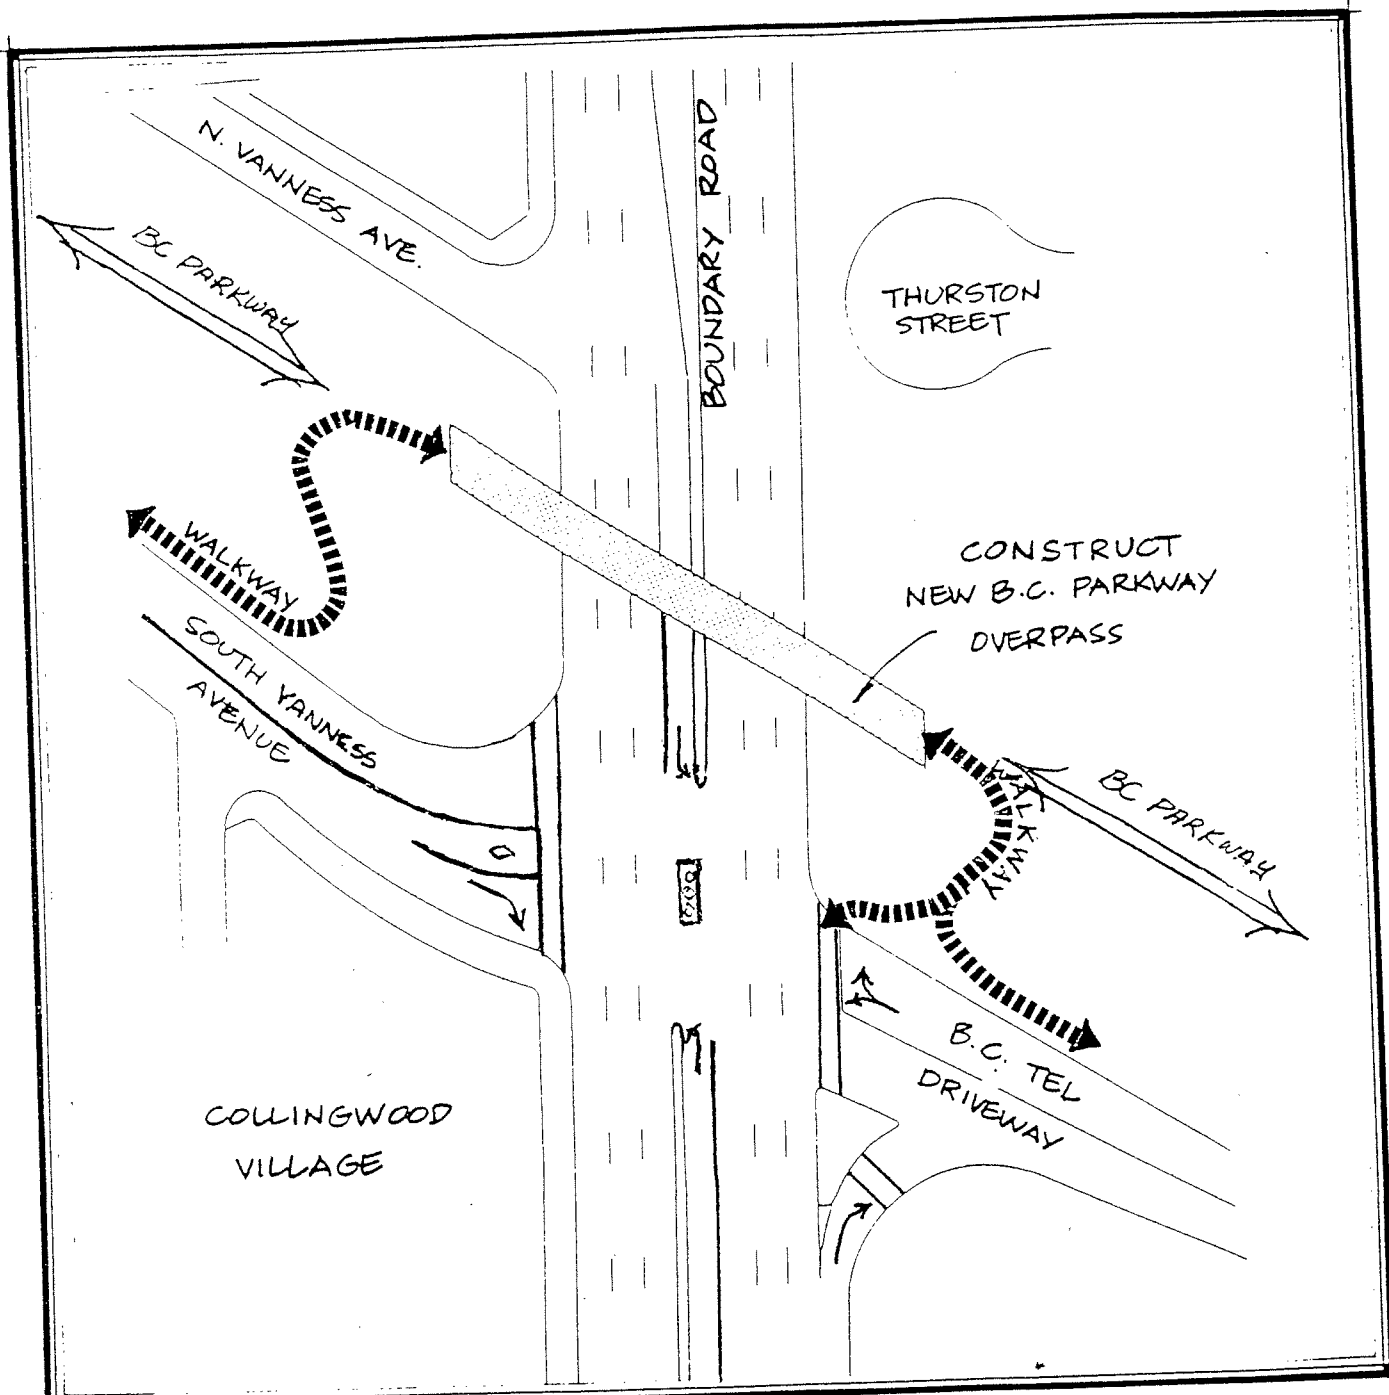 N. VANNESS AVE.
BOUNDARY ROAD
BC PARKWAY
THURSTON
STREET
WALKWAY
CONSTRUCT
NEW B.C. PARKWAY
OVERPASS
SOUTH VANNESS
AVENUE
WALKWAY
BC PARKWAY
B.C. TEL
DRIVEWAY
COLLINGWOOD
VILLAGE